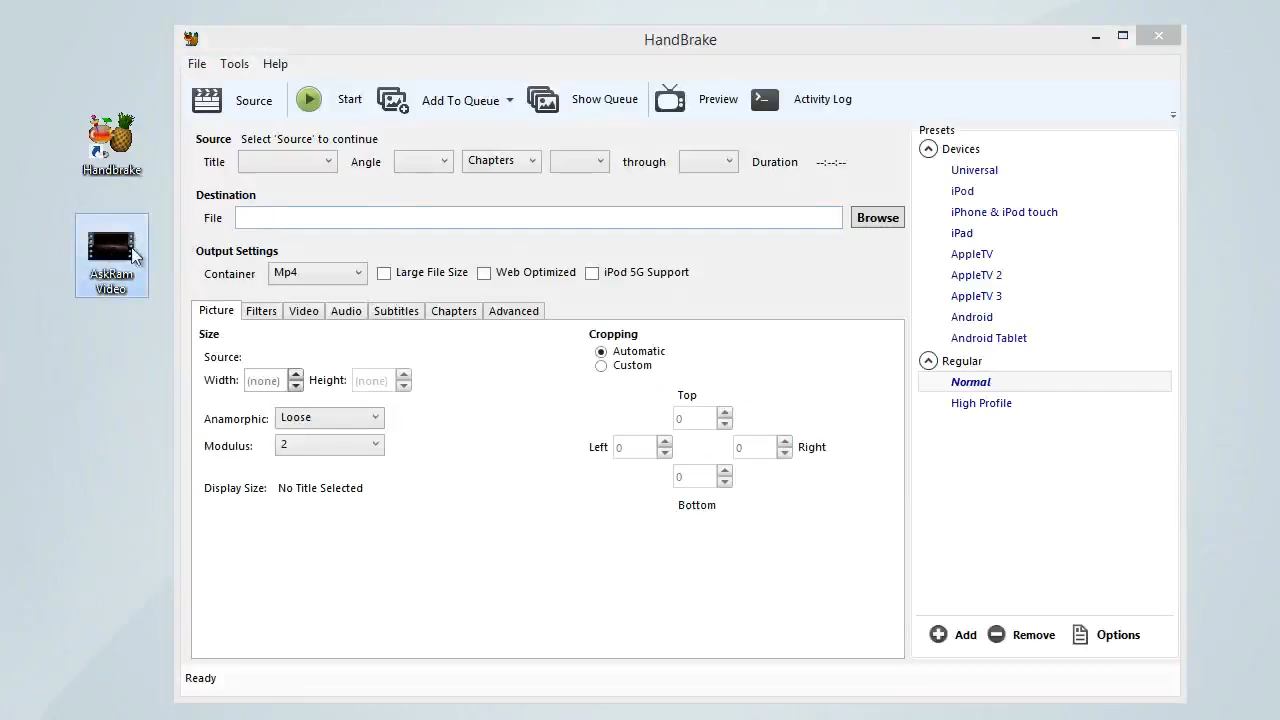 HandBrake
File Tools Help
Source Start Add To Queue Show Queue Preview Activity Log
Handbrake
AskRam
Video
Source Select 'Source' to continue
Title Angle Chapters through Duration --:--:--
Destination
File Browse
Output Settings
Container Mp4 Large File Size Web Optimized iPod 5G Support
Picture Filters Video Audio Subtitles Chapters Advanced
Size
Source:
Width: (none) Height: (none)
Anamorphic: Loose
Modulus: 2
Display Size: No Title Selected
Cropping
Automatic
Custom
Top
0
Left 0 0 Right
0
Bottom
Presets
Devices
Universal
iPod
iPhone & iPod touch
iPad
AppleTV
AppleTV 2
AppleTV 3
Android
Android Tablet
Regular
Normal
High Profile
Add Remove Options
Ready